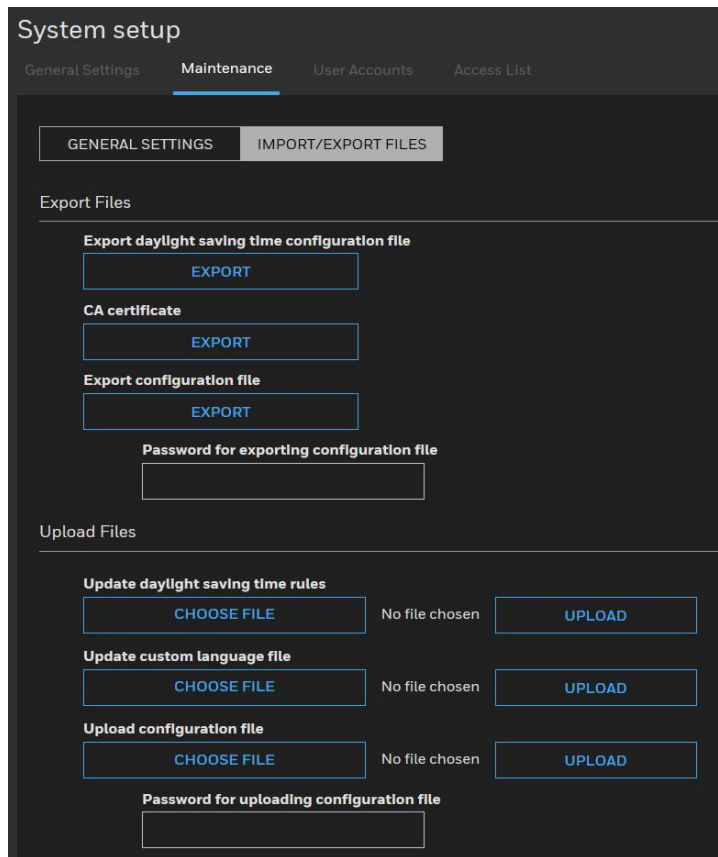 System setup
General Settings Maintenance User Accounts Access List
GENERAL SETTINGS IMPORT/EXPORT FILES
Export Files
Export daylight saving time configuration file
EXPORT
CA certificate
EXPORT
Export configuration file
EXPORT
Password for exporting configuration file
Upload Files
Update daylight saving time rules
CHOOSE FILE No file chosen UPLOAD
Update custom language file
CHOOSE FILE No file chosen UPLOAD
Upload configuration file
CHOOSE FILE No file chosen UPLOAD
Password for uploading configuration file